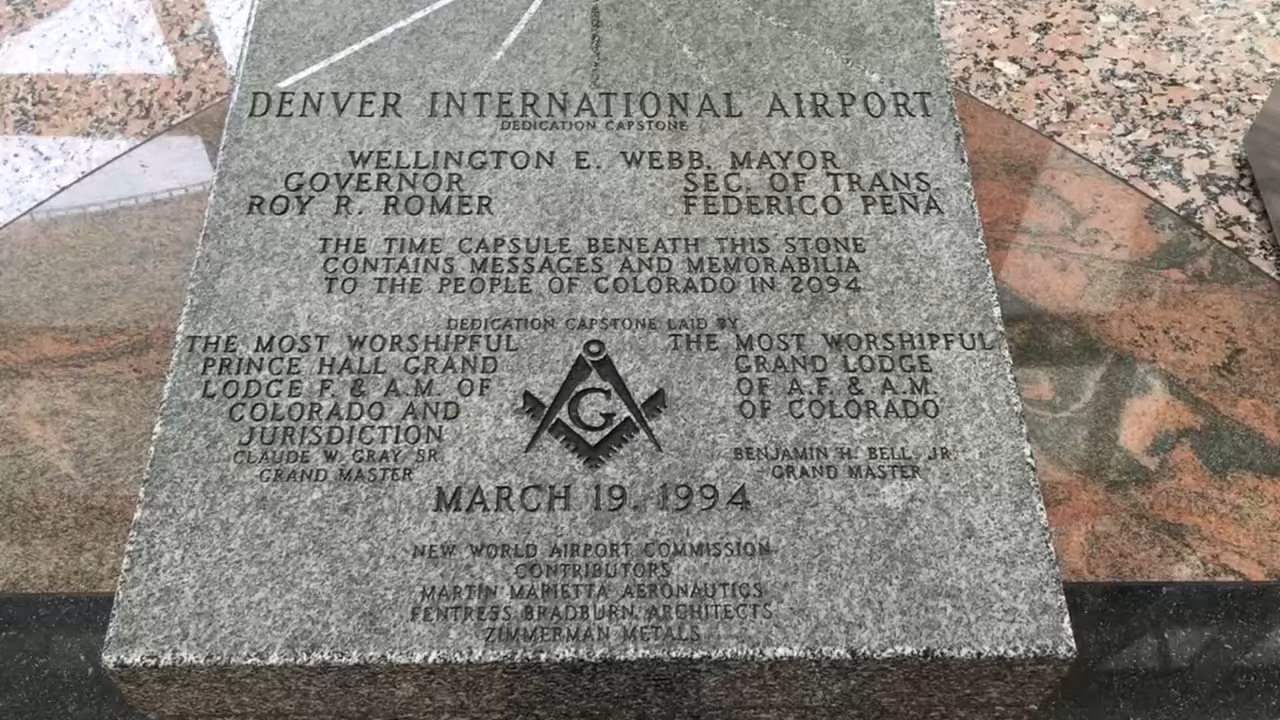 DENVER INTERNATIONAL AIRPORT
DEDICATION CAPSTONE
WELLINGTON E. WEBB, MAYOR
GOVERNOR
ROY R. ROMER
SEC. OF TRANS.
FEDERICO PEÑA
THE TIME CAPSULE BENEATH THIS STONE
CONTAINS MESSAGES AND MEMORABILIA
TO THE PEOPLE OF COLORADO IN 2094
DEDICATION CAPSTONE LAID BY
THE MOST WORSHIPFUL
PRINCE HALL GRAND
LODGE F. & A.M. OF
COLORADO AND
JURISDICTION
CLAUDE W. GRAY SR.
GRAND MASTER
G
THE MOST WORSHIPFUL
GRAND LODGE
OF A.F. & A.M.
OF COLORADO
BENJAMIN H. BELL, JR.
GRAND MASTER
MARCH 19, 1994
NEW WORLD AIRPORT COMMISSION
CONTRIBUTORS
MARTIN MARIETTA AERONAUTICS
FENTRESS BRADBURN, ARCHITECTS
ZIMMERMAN METALS